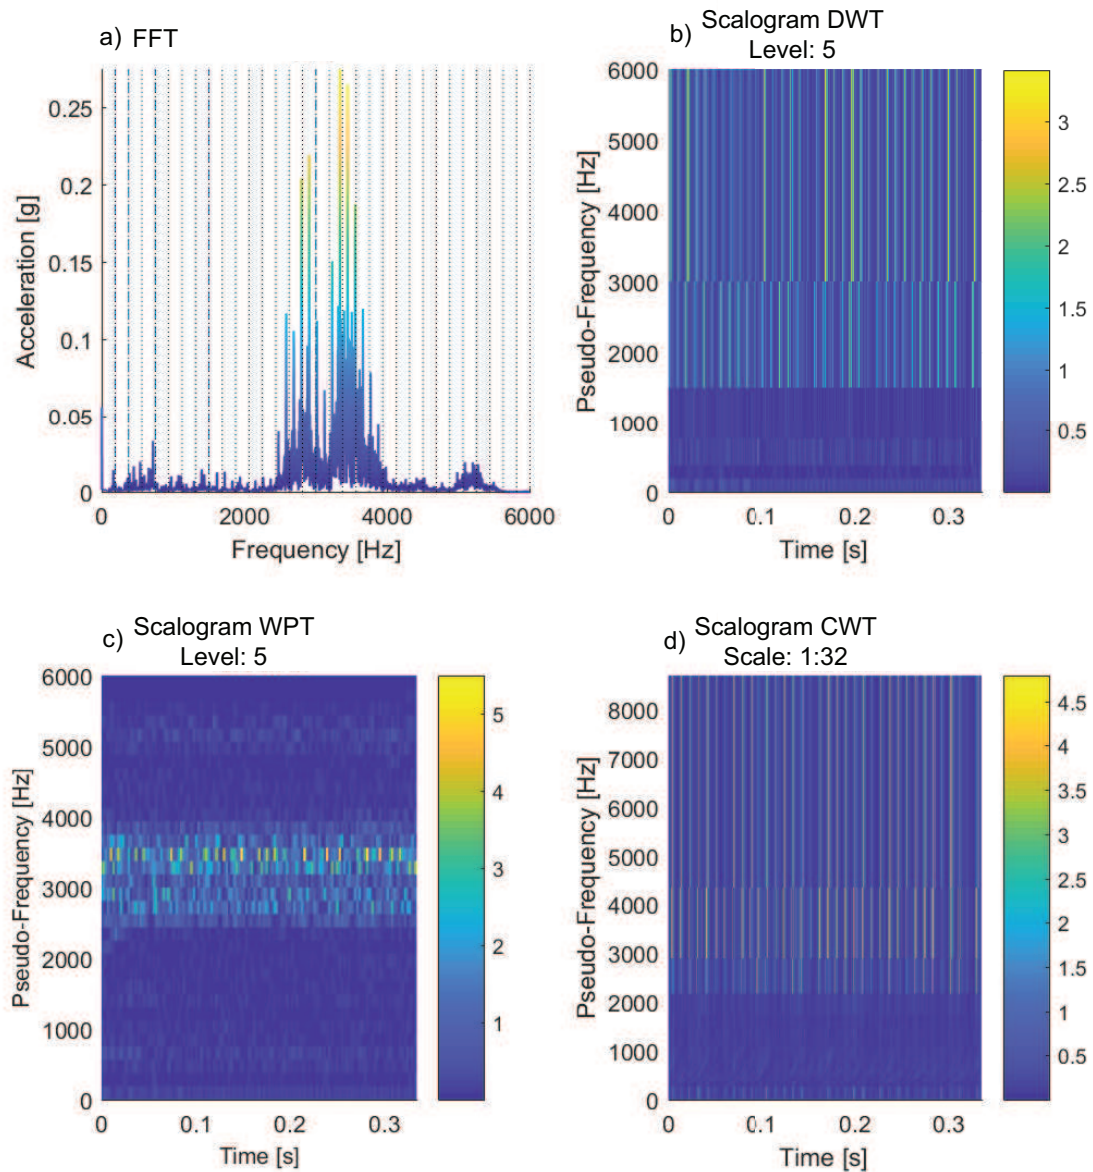 a) FFT
0.25
0.2
0.15
0.1
0.05
0
Acceleration [g]
0 2000 4000 6000
Frequency [Hz]
b) Scalogram DWT
Level: 5
6000
5000
4000
3000
2000
1000
0
Pseudo-Frequency [Hz]
0 0.1 0.2 0.3
Time [s]
3
2.5
2
1.5
1
0.5
c) Scalogram WPT
Level: 5
6000
5000
4000
3000
2000
1000
0
Pseudo-Frequency [Hz]
0 0.1 0.2 0.3
Time [s]
5
4
3
2
1
d) Scalogram CWT
Scale: 1:32
8000
7000
6000
5000
4000
3000
2000
1000
0
Pseudo-Frequency [Hz]
0 0.1 0.2 0.3
Time [s]
4.5
4
3.5
3
2.5
2
1.5
1
0.5